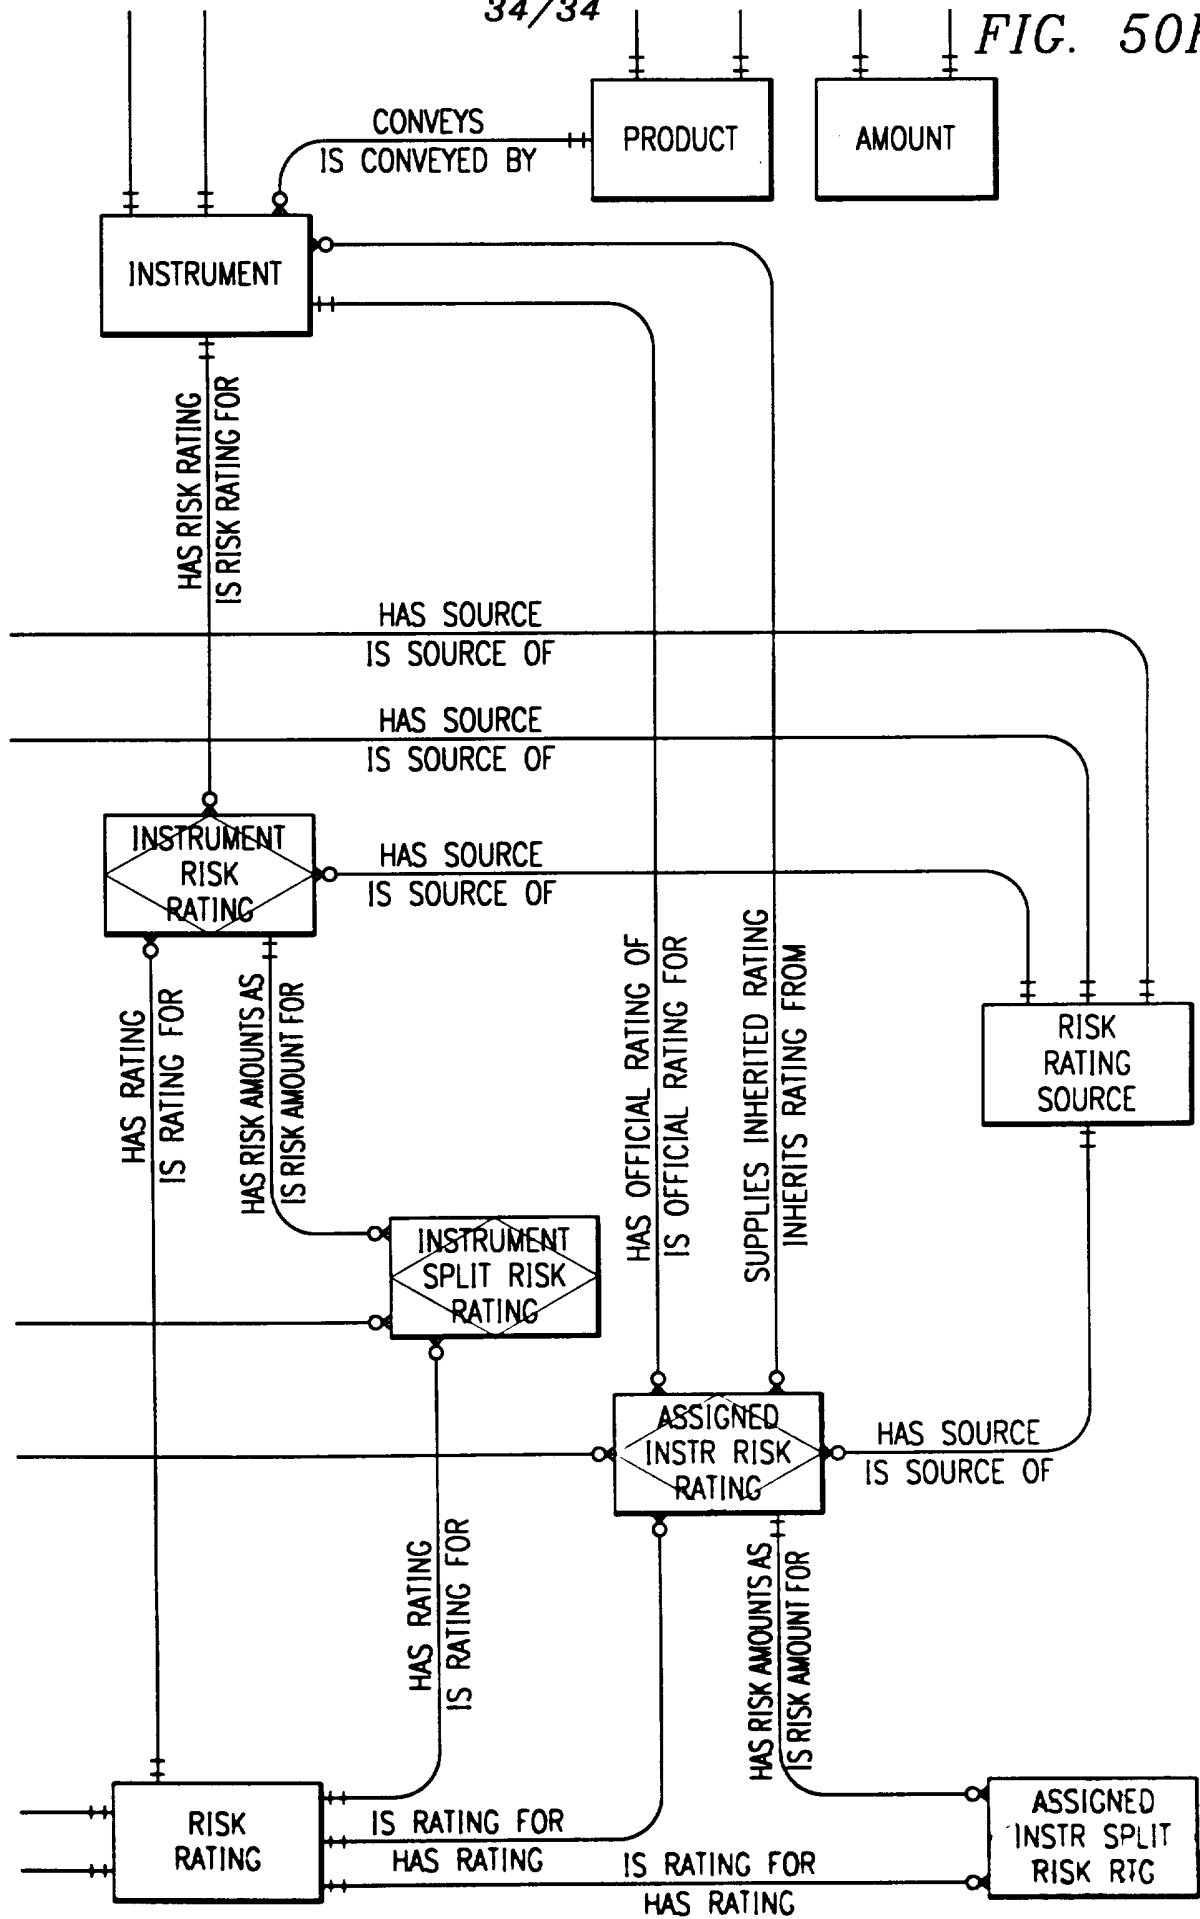 34/34
FIG. 50
PRODUCT
AMOUNT
CONVEYS
IS CONVEYED BY
INSTRUMENT
HAS RISK RATING
IS RISK RATING FOR
HAS SOURCE
IS SOURCE OF
HAS SOURCE
IS SOURCE OF
INSTRUMENT
RISK
RATING
HAS SOURCE
IS SOURCE OF
RISK
RATING
SOURCE
HAS RATING
IS RATING FOR
HAS RISK AMOUNTS AS
IS RISK AMOUNT FOR
HAS OFFICIAL RATING OF
IS OFFICIAL RATING FOR
SUPPLIES INHERITED RATING
INHERITS RATING FROM
INSTRUMENT
SPLIT RISK
RATING
ASSIGNED
INSTR RISK
RATING
HAS SOURCE
IS SOURCE OF
HAS RATING
IS RATING FOR
HAS RISK AMOUNTS AS
IS RISK AMOUNT FOR
RISK
RATING
IS RATING FOR
HAS RATING
IS RATING FOR
HAS RATING
ASSIGNED
INSTR SPLIT
RISK RTG